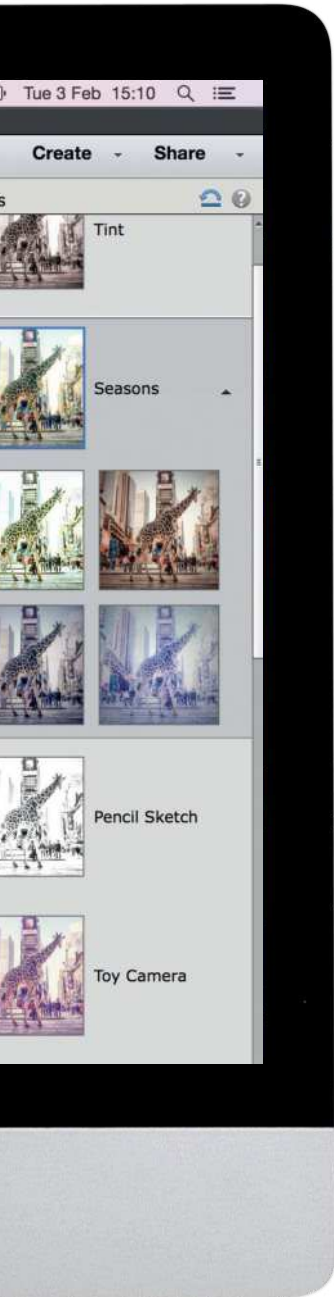 Tue 3 Feb 15:10
Create
Share
s
Tint
Seasons
Pencil Sketch
Toy Camera